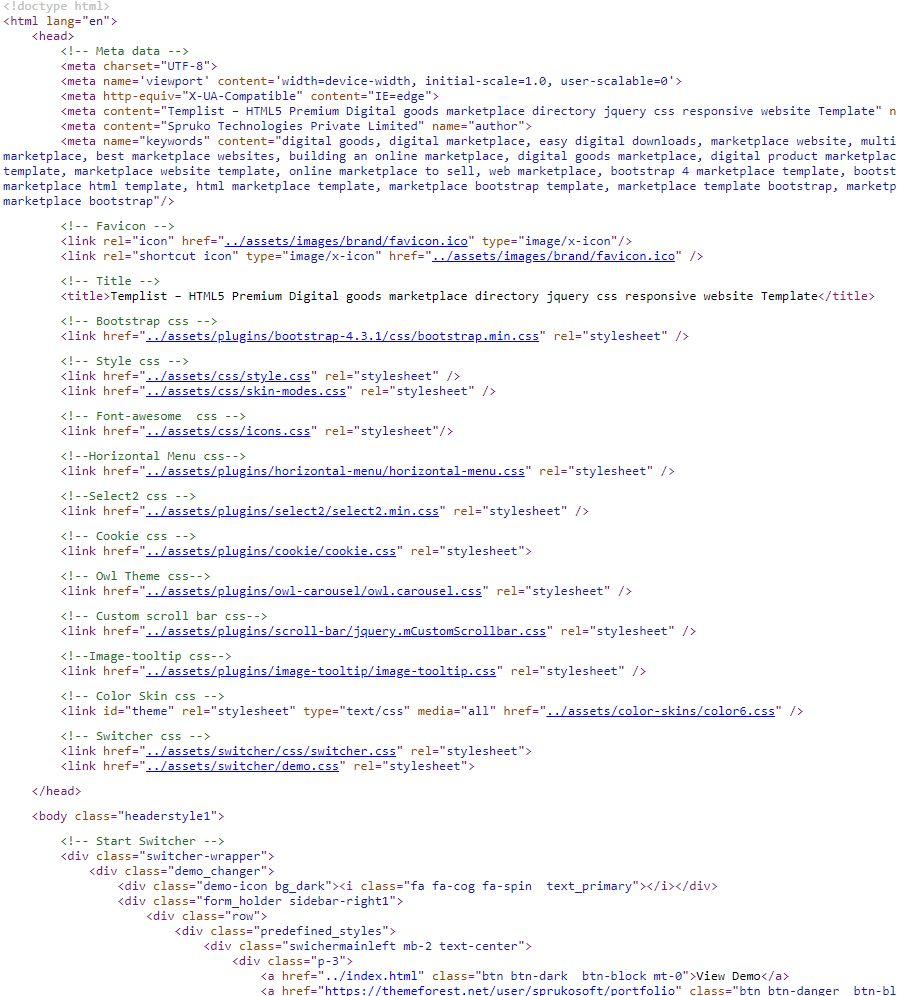 <!doctype html>
<html lang="en">
<head>
<!-- Meta data -->
<meta charset="UTF-8">
<meta name='viewport' content='width=device-width, initial-scale=1.0, user-scalable=0'>
<meta http-equiv="X-UA-Compatible" content="IE=edge">
<meta content="Templist – HTML5 Premium Digital goods marketplace directory jquery css responsive website Template" n
<meta content="Spruko Technologies Private Limited" name="author">
<meta name="keywords" content="digital goods, digital marketplace, easy digital downloads, marketplace website, multi
marketplace, best marketplace websites, building an online marketplace, digital goods marketplace, digital product marketplac
template, marketplace website template, online marketplace to sell, web marketplace, bootstrap 4 marketplace template, bootst
marketplace html template, html marketplace template, marketplace bootstrap template, marketplace template bootstrap, marketp
marketplace bootstrap"/>
<!-- Favicon -->
<link rel="icon" href="../assets/images/brand/favicon.ico" type="image/x-icon"/>
<link rel="shortcut icon" type="image/x-icon" href="../assets/images/brand/favicon.ico" />
<!-- Title -->
<title>Templist – HTML5 Premium Digital goods marketplace directory jquery css responsive website Template</title>
<!-- Bootstrap css -->
<link href="../assets/plugins/bootstrap-4.3.1/css/bootstrap.min.css" rel="stylesheet" />
<!-- Style css -->
<link href="../assets/css/style.css" rel="stylesheet" />
<link href="../assets/css/skin-modes.css" rel="stylesheet" />
<!-- Font-awesome  css -->
<link href="../assets/css/icons.css" rel="stylesheet"/>
<!--Horizontal Menu css-->
<link href="../assets/plugins/horizontal-menu/horizontal-menu.css" rel="stylesheet" />
<!--Select2 css -->
<link href="../assets/plugins/select2/select2.min.css" rel="stylesheet" />
<!-- Cookie css -->
<link href="../assets/plugins/cookie/cookie.css" rel="stylesheet">
<!-- Owl Theme css-->
<link href="../assets/plugins/owl-carousel/owl.carousel.css" rel="stylesheet" />
<!-- Custom scroll bar css-->
<link href="../assets/plugins/scroll-bar/jquery.mCustomScrollbar.css" rel="stylesheet" />
<!--Image-tooltip css-->
<link href="../assets/plugins/image-tooltip/image-tooltip.css" rel="stylesheet" />
<!-- Color Skin css -->
<link id="theme" rel="stylesheet" type="text/css" media="all" href="../assets/color-skins/color6.css" />
<!-- Switcher css -->
<link href="../assets/switcher/css/switcher.css" rel="stylesheet">
<link href="../assets/switcher/demo.css" rel="stylesheet">
</head>
<body class="headerstyle1">
<!-- Start Switcher -->
<div class="switcher-wrapper">
<div class="demo_changer">
<div class="demo-icon bg_dark"><i class="fa fa-cog fa-spin  text_primary"></i></div>
<div class="form_holder sidebar-right1">
<div class="row">
<div class="predefined_styles">
<div class="swichermainleft mb-2 text-center">
<div class="p-3">
<a href="../index.html" class="btn btn-dark  btn-block mt-0">View Demo</a>
<a href="https://themeforest.net/user/sprukosoft/portfolio" class="btn btn-danger  btn-bl